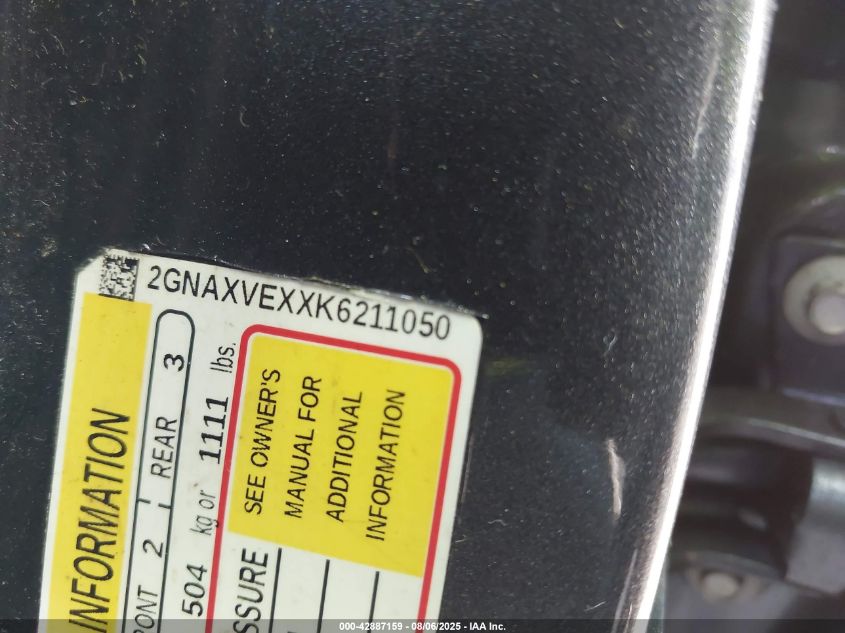 2GNAXVEXXK6211050
INFORMATION
FRONT 2 REAR 3
504 kg or 1111 lbs.
SEE OWNER'S
MANUAL FOR
ADDITIONAL
INFORMATION
000-42887159 - 08/06/2025 - IAA Inc.